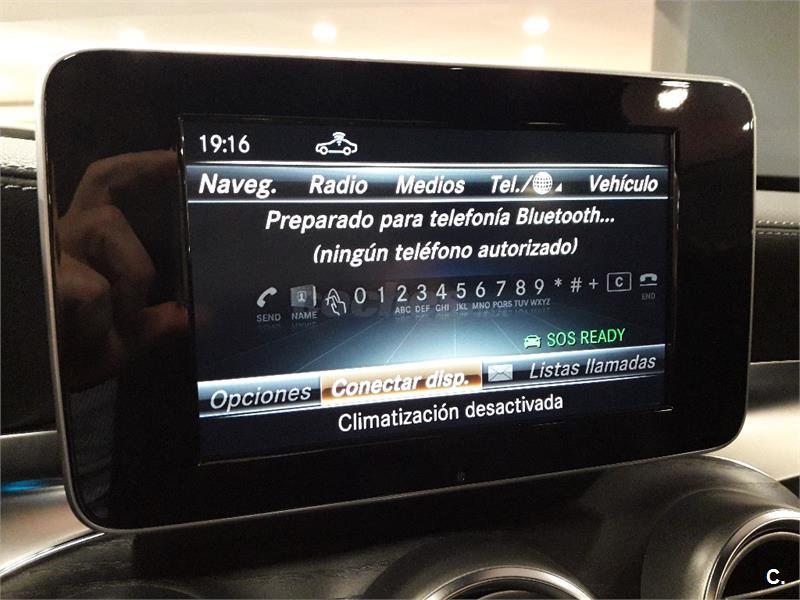 19:16
Naveg. Radio Medios Tel./ Vehículo
Preparado para telefonía Bluetooth...
(ningún teléfono autorizado)
0 1 2 3 4 5 6 7 8 9 * # + C
SEND NAME ABC DEF GHI JKL MNO PQRS TUV WXYZ END
SOS READY
Opciones Conectar disp. Listas llamadas
Climatización desactivada
C.